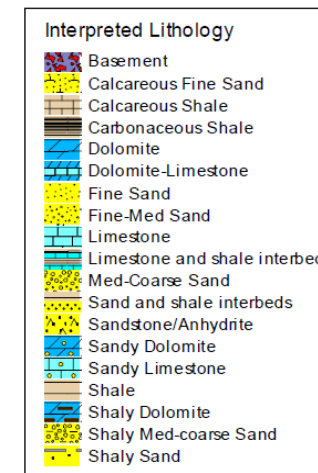 Interpreted Lithology
Basement
Calcareous Fine Sand
Calcareous Shale
Carbonaceous Shale
Dolomite
Dolomite-Limestone
Fine Sand
Fine-Med Sand
Limestone
Limestone and shale interbed
Med-Coarse Sand
Sand and shale interbeds
Sandstone/Anhydrite
Sandy Dolomite
Sandy Limestone
Shale
Shaly Dolomite
Shaly Med-coarse Sand
Shaly Sand